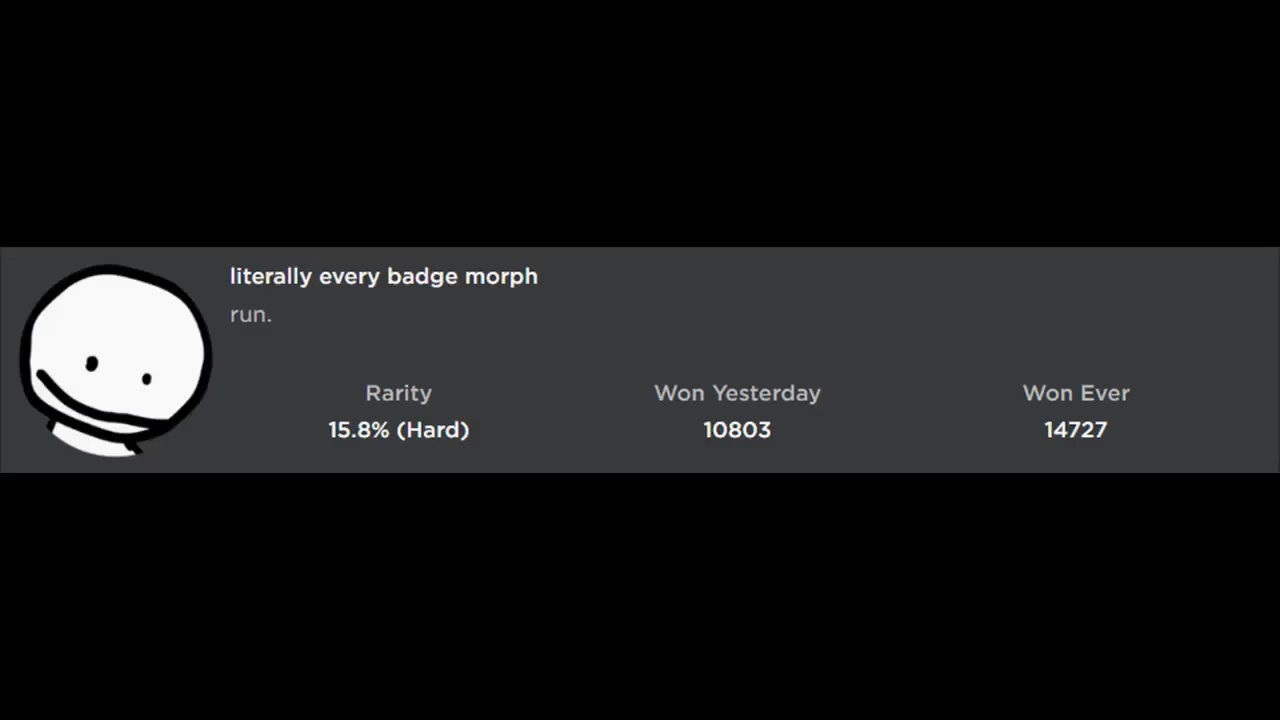 literally every badge morph
run.
Rarity Won Yesterday Won Ever
15.8% (Hard) 10803 14727